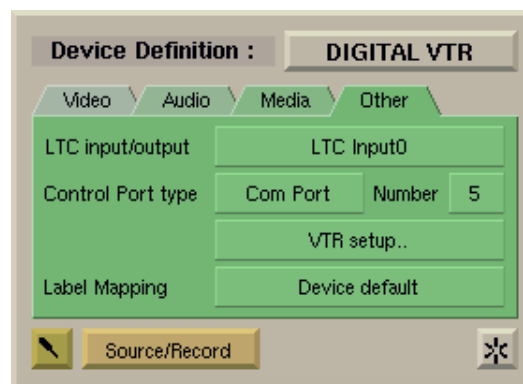 Device Definition : DIGITAL VTR
Video Audio Media Other
LTC input/output LTC Input0
Control Port type Com Port Number 5
VTR setup..
Label Mapping Device default
Source/Record